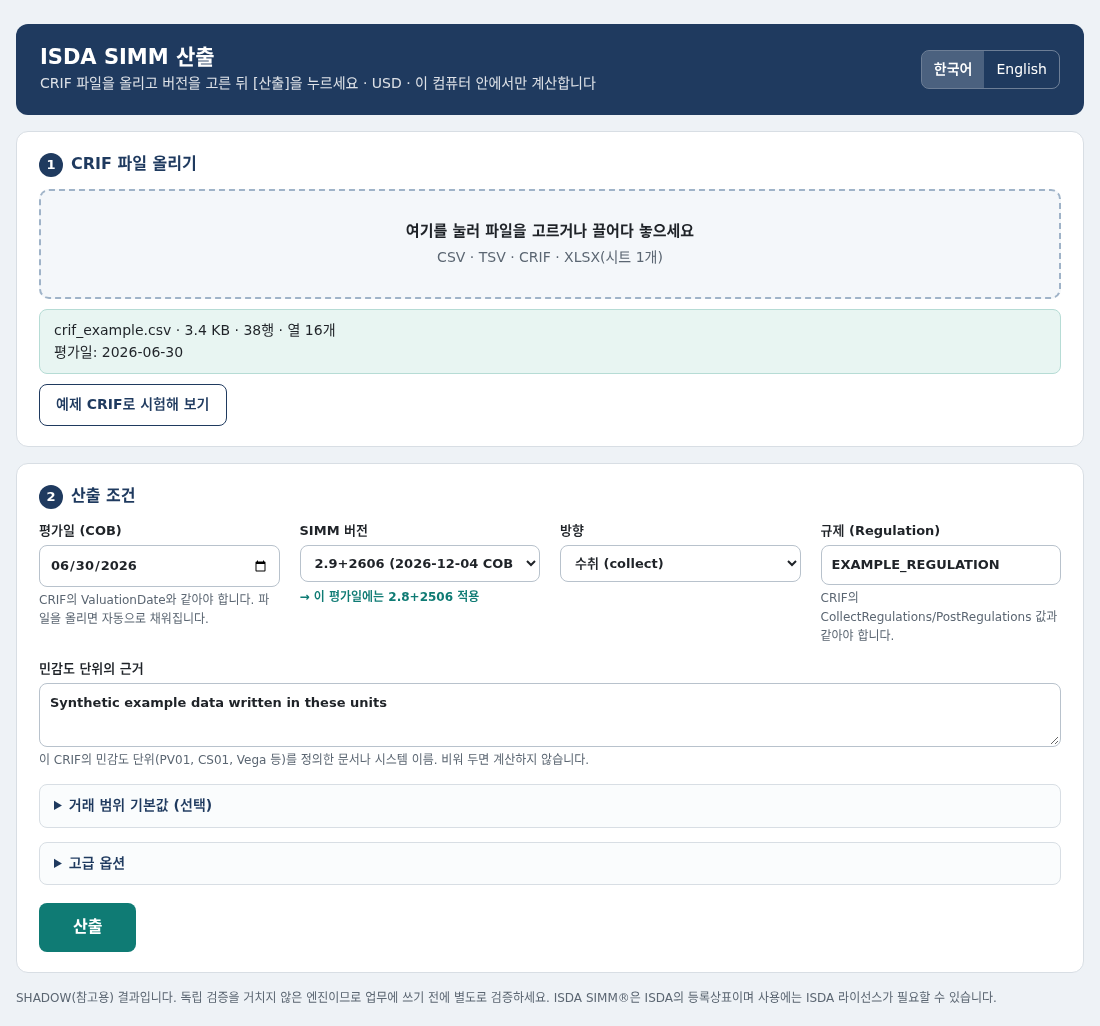 ISDA SIMM 산출
CRIF 파일을 올리고 버전을 고른 뒤 [산출]을 누르세요 · USD · 이 컴퓨터 안에서만 계산합니다
한국어 English
1 CRIF 파일 올리기
여기를 눌러 파일을 고르거나 끌어다 놓으세요
CSV · TSV · CRIF · XLSX(시트 1개)
crif_example.csv · 3.4 KB · 38행 · 열 16개
평가일: 2026-06-30
예제 CRIF로 시험해 보기
2 산출 조건
평가일 (COB)
06/30/2026
CRIF의 ValuationDate와 같아야 합니다. 파
일을 올리면 자동으로 채워집니다.
SIMM 버전
2.9+2606 (2026-12-04 COB
→ 이 평가일에는 2.8+2506 적용
방향
수취 (collect)
규제 (Regulation)
EXAMPLE_REGULATION
CRIF의
CollectRegulations/PostRegulations 값과
같아야 합니다.
민감도 단위의 근거
Synthetic example data written in these units
이 CRIF의 민감도 단위(PV01, CS01, Vega 등)를 정의한 문서나 시스템 이름. 비워 두면 계산하지 않습니다.
▶ 거래 범위 기본값 (선택)
▶ 고급 옵션
산출
SHADOW(참고용) 결과입니다. 독립 검증을 거치지 않은 엔진이므로 업무에 쓰기 전에 별도로 검증하세요. ISDA SIMM®은 ISDA의 등록상표이며 사용에는 ISDA 라이선스가 필요할 수 있습니다.